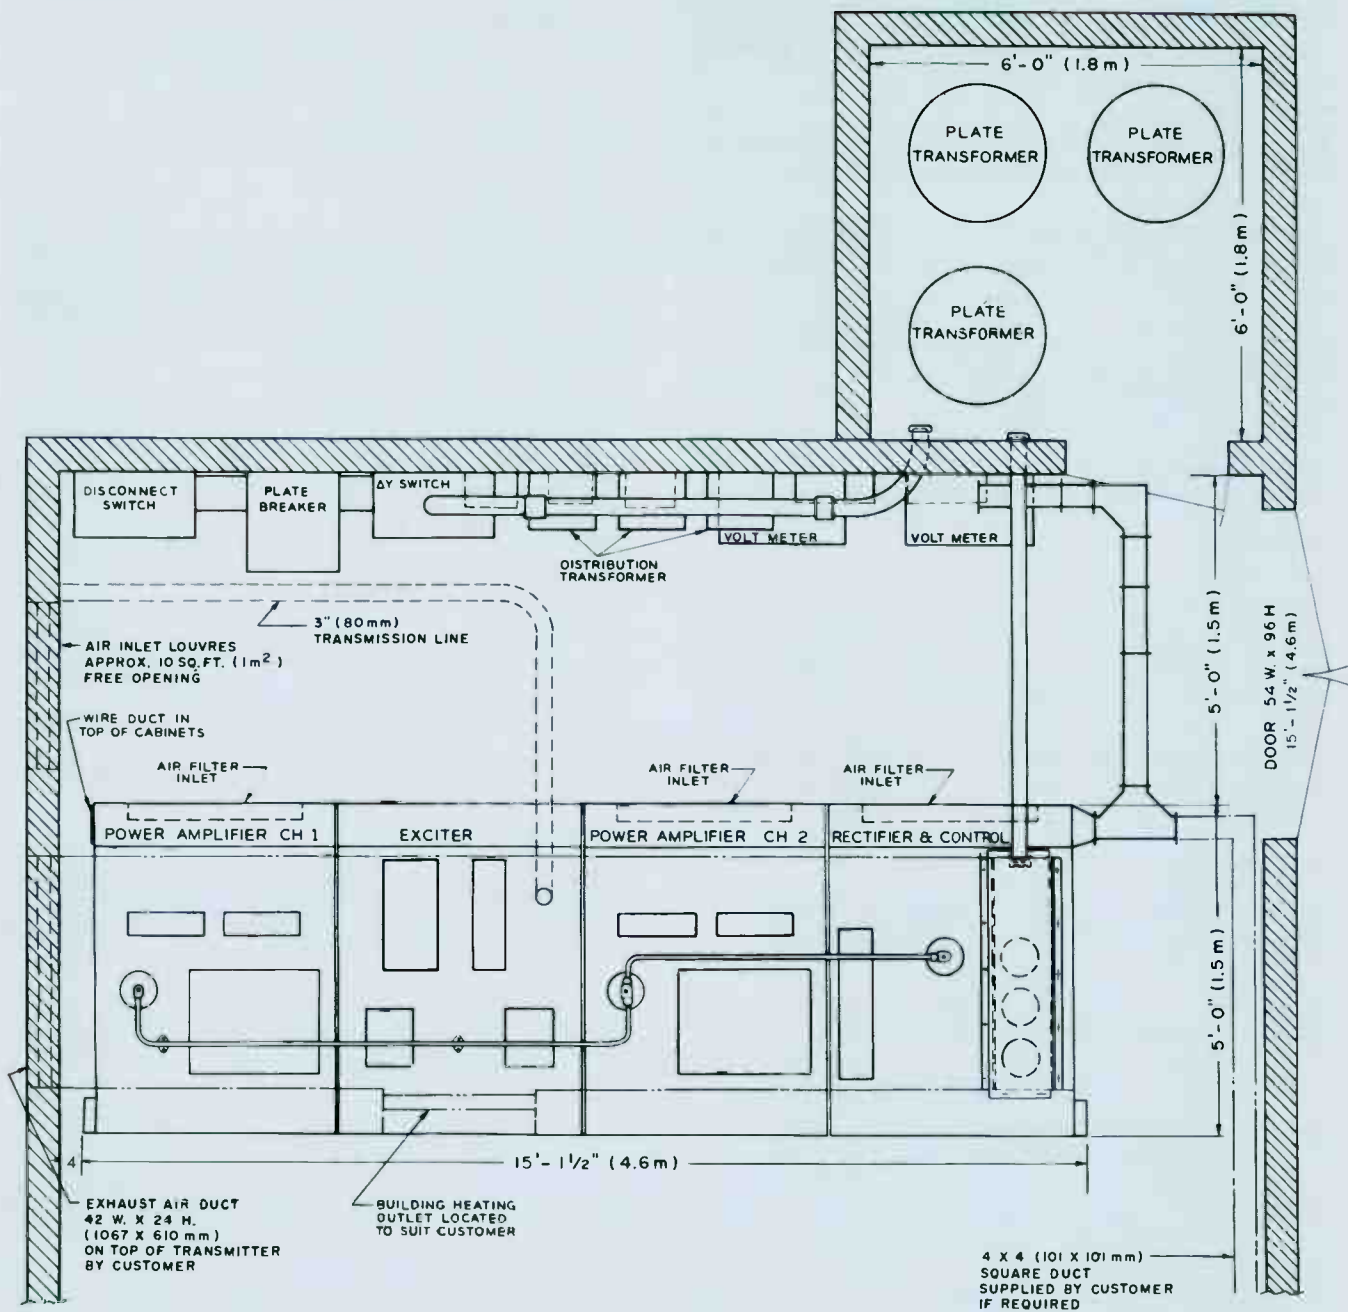 6'-0" (1.8m)
PLATE
TRANSFORMER
PLATE
TRANSFORMER
6'-0" (1.8m)
PLATE
TRANSFORMER
DISCONNECT
SWITCH
PLATE
BREAKER
ΔY SWITCH
VOLT METER
VOLT METER
DISTRIBUTION
TRANSFORMER
3" (80mm)
TRANSMISSION LINE
AIR INLET LOUVRES
APPROX. 10 SQ. FT. (1m²)
FREE OPENING
5'-0" (1.5m)
DOOR 54 W. x 96 H
15'-1 1/2" (4.6m)
WIRE DUCT IN
TOP OF CABINETS
AIR FILTER
INLET
AIR FILTER
INLET
AIR FILTER
INLET
POWER AMPLIFIER CH 1
EXCITER
POWER AMPLIFIER CH 2
RECTIFIER & CONTROL
5'-0" (1.5m)
4
15'-1 1/2" (4.6m)
EXHAUST AIR DUCT
42 W. X 24 H.
(1067 X 610 mm)
ON TOP OF TRANSMITTER
BY CUSTOMER
BUILDING HEATING
OUTLET LOCATED
TO SUIT CUSTOMER
4 X 4 (101 X 101 mm)
SQUARE DUCT
SUPPLIED BY CUSTOMER
IF REQUIRED